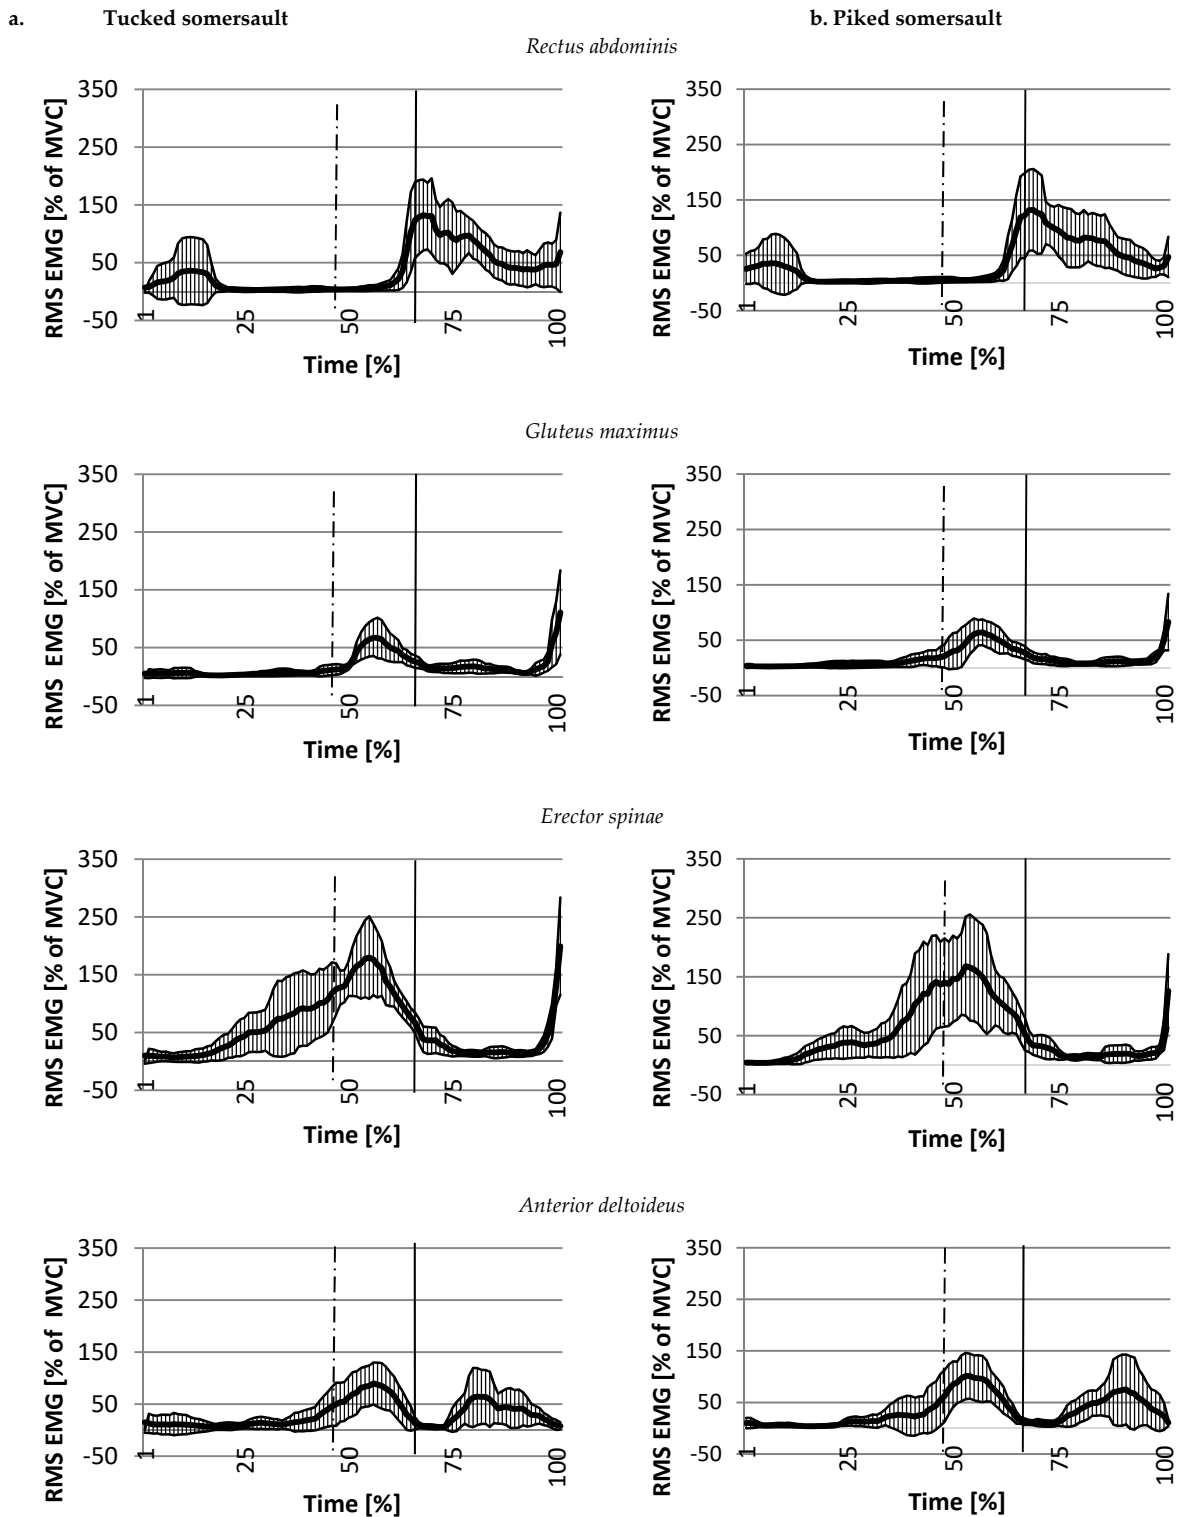 a. Tucked somersault b. Piked somersault
Rectus abdominis
RMS EMG [% of MVC]
350
250
150
50
-50
1 25 50 75 100
Time [%]
RMS EMG [% of MVC]
350
250
150
50
-50
1 25 50 75 100
Time [%]
Gluteus maximus
RMS EMG [% of MVC]
350
250
150
50
-50
1 25 50 75 100
Time [%]
RMS EMG [% of MVC]
350
250
150
50
-50
1 25 50 75 100
Time [%]
Erector spinae
RMS EMG [% of MVC]
350
250
150
50
-50
1 25 50 75 100
Time [%]
RMS EMG [% of MVC]
350
250
150
50
-50
1 25 50 75 100
Time [%]
Anterior deltoideus
RMS EMG [% of MVC]
350
250
150
50
-50
1 25 50 75 100
Time [%]
RMS EMG [% of MVC]
350
250
150
50
-50
1 25 50 75 100
Time [%]